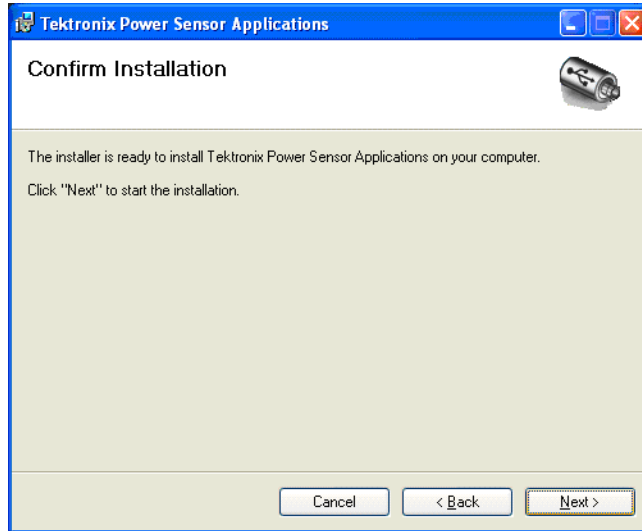 Tektronix Power Sensor Applications
Confirm Installation
The installer is ready to install Tektronix Power Sensor Applications on your computer.
Click "Next" to start the installation.
Cancel
< Back
Next >